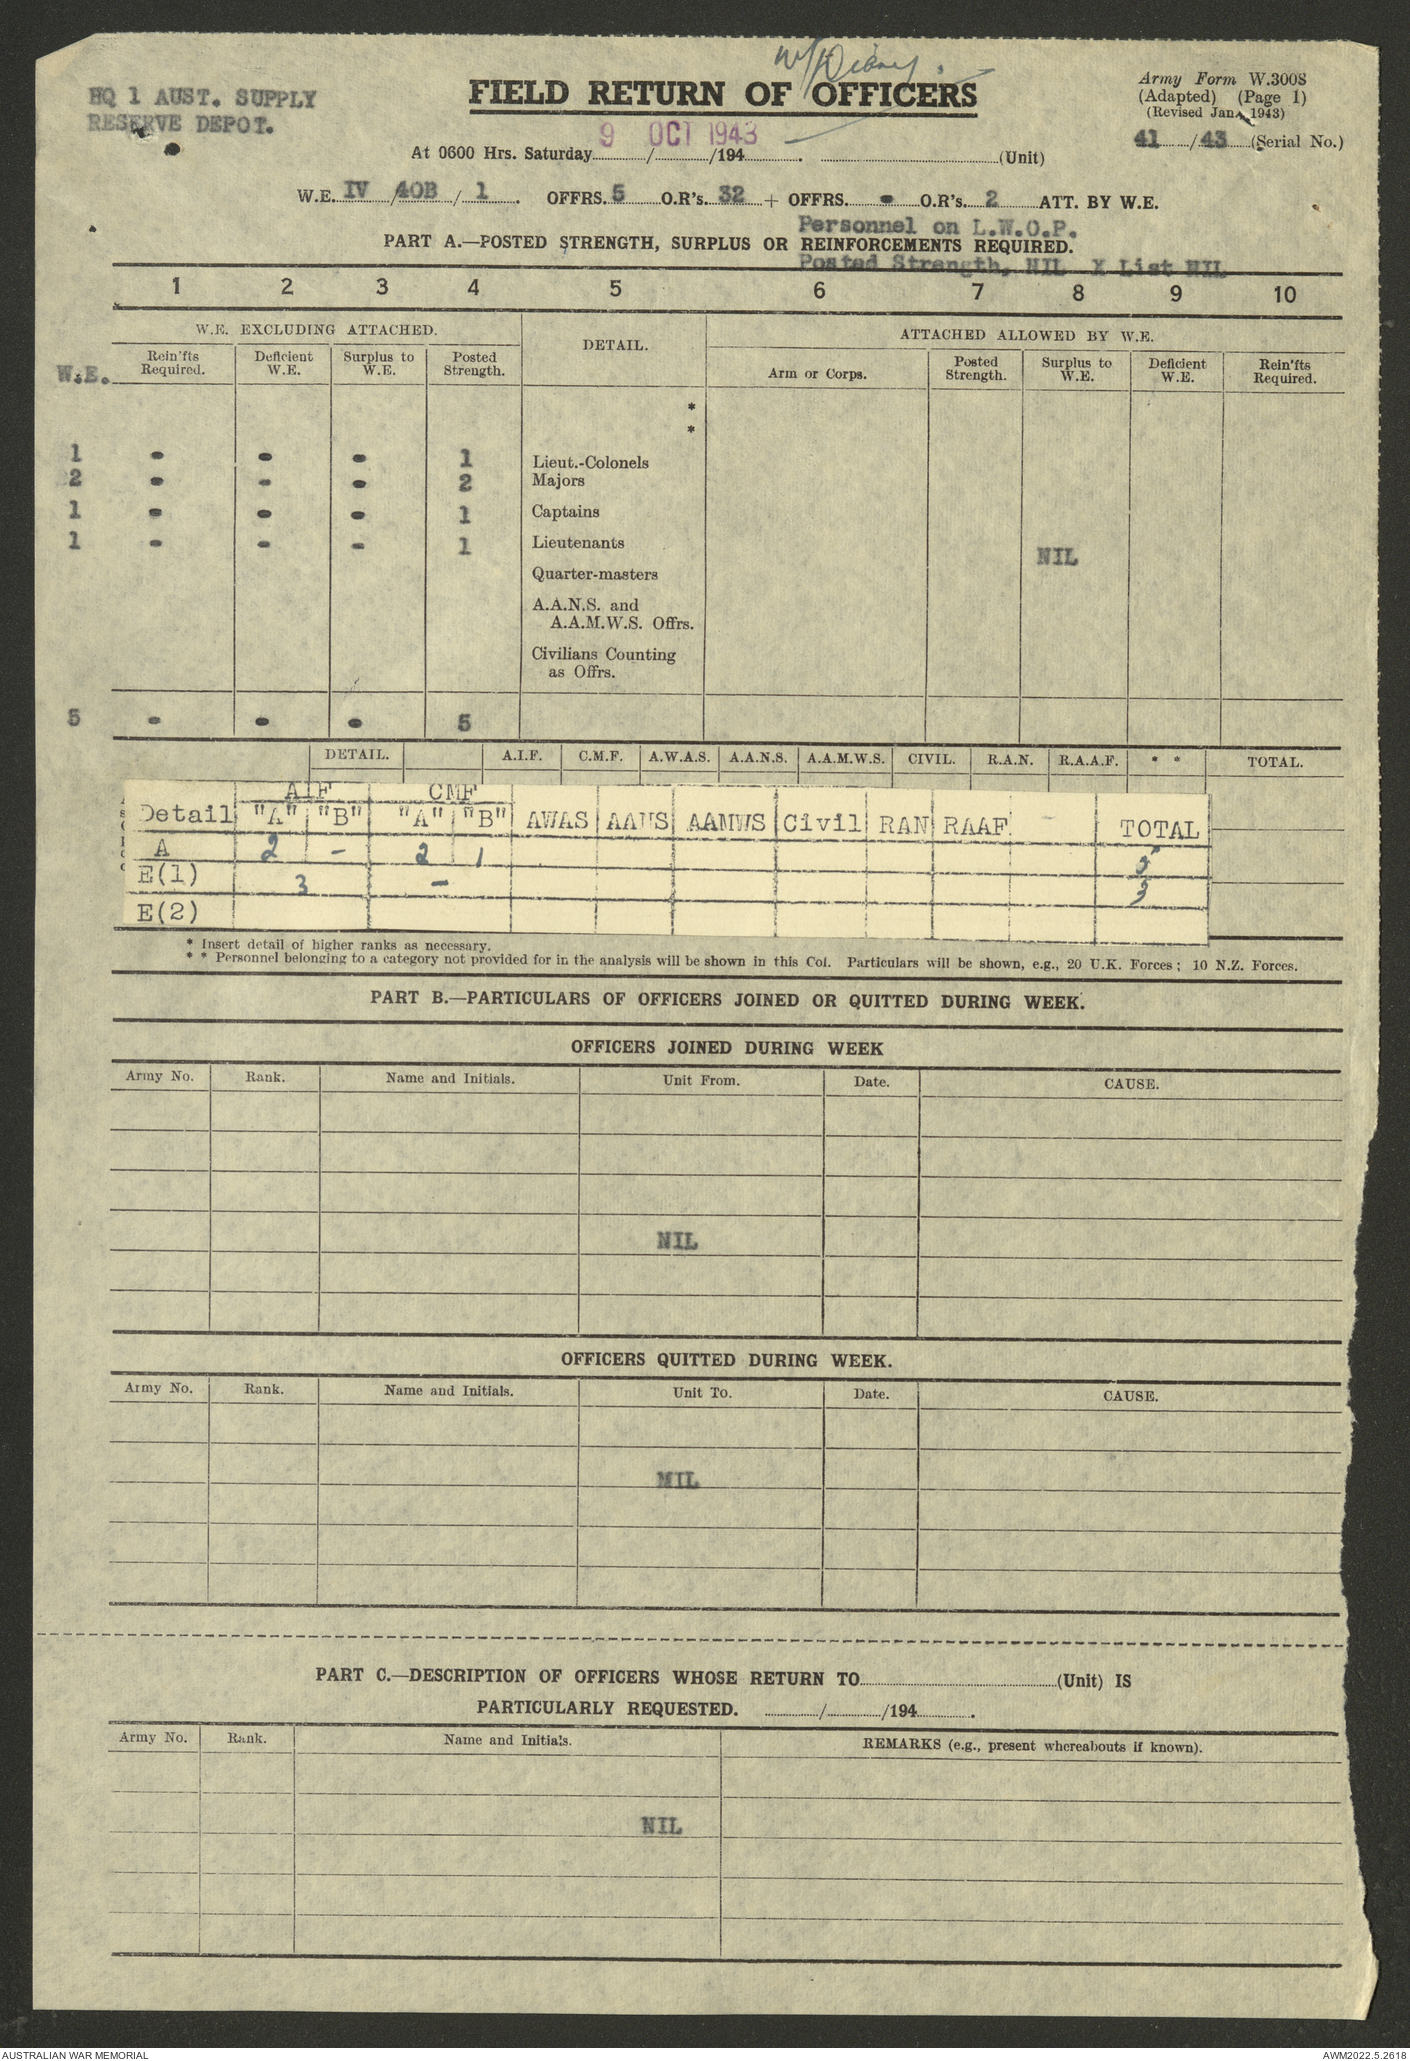 W/Diary.
HQ 1 AUST. SUPPLY
RESERVE DEPOT.
FIELD RETURN OF OFFICERS
Army Form W.3008
(Adapted) (Page 1)
(Revised Jan., 1943)
41 / 43 (Serial No.)
9 OCT 1943
At 0600 Hrs. Saturday / /194 . (Unit)
W.E. IV /40B / 1 . OFFRS. 5 O.R's. 32 + OFFRS. - O.R's. 2 ATT. BY W.E.
Personnel on L.W.O.P.
PART A.—POSTED STRENGTH, SURPLUS OR REINFORCEMENTS REQUIRED.
Posted Strength, NIL X List NIL
1 2 3 4 5 6 7 8 9 10
W.E. EXCLUDING ATTACHED. DETAIL. ATTACHED ALLOWED BY W.E.
W.E. Rein'fts Required. Deficient W.E. Surplus to W.E. Posted Strength. Arm or Corps. Posted Strength. Surplus to W.E. Deficient W.E. Rein'fts Required.
*
*
1 - - - 1 Lieut.-Colonels
2 - - - 2 Majors
1 - - - 1 Captains
1 - - - 1 Lieutenants
NIL
Quarter-masters
A.A.N.S. and
A.A.M.W.S. Offrs.
Civilians Counting
as Offrs.
5 - - - 5
DETAIL. A.I.F. C.M.F. A.W.A.S. A.A.N.S. A.A.M.W.S. CIVIL. R.A.N. R.A.A.F. * * TOTAL.
AIF CMF
Detail "A" "B" "A" "B" AWAS AANS AAMWS Civil RAN RAAF - TOTAL
A 2 - 2 1 5
E(1) 3 - 3
E(2)
* Insert detail of higher ranks as necessary.
* * Personnel belonging to a category not provided for in the analysis will be shown in this Col. Particulars will be shown, e.g., 20 U.K. Forces; 10 N.Z. Forces.
PART B.—PARTICULARS OF OFFICERS JOINED OR QUITTED DURING WEEK.
OFFICERS JOINED DURING WEEK
Army No. Rank. Name and Initials. Unit From. Date. CAUSE.
NIL
OFFICERS QUITTED DURING WEEK.
Army No. Rank. Name and Initials. Unit To. Date. CAUSE.
NIL
PART C.—DESCRIPTION OF OFFICERS WHOSE RETURN TO (Unit) IS
PARTICULARLY REQUESTED. / /194 .
Army No. Rank. Name and Initials. REMARKS (e.g., present whereabouts if known).
NIL
AUSTRALIAN WAR MEMORIAL AWM2022.5.2618